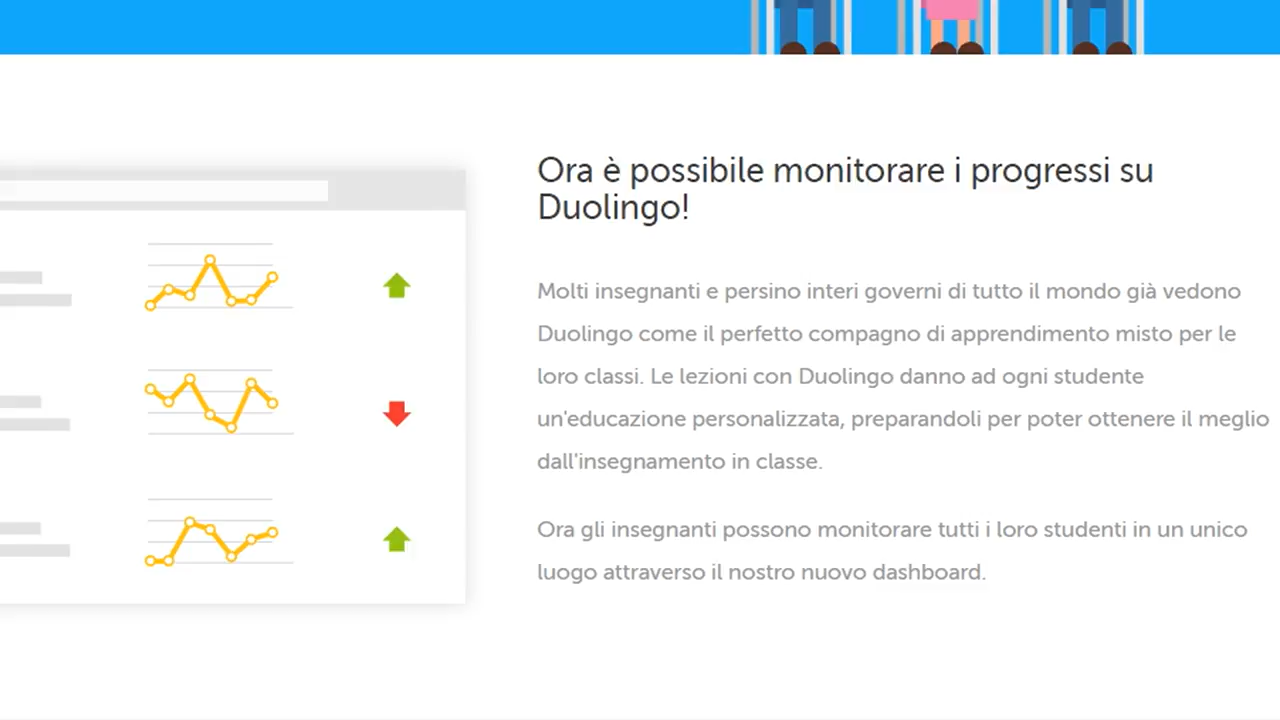 Ora è possibile monitorare i progressi su
Duolingo!
Molti insegnanti e persino interi governi di tutto il mondo già vedono
Duolingo come il perfetto compagno di apprendimento misto per le
loro classi. Le lezioni con Duolingo danno ad ogni studente
un'educazione personalizzata, preparandoli per poter ottenere il meglio
dall'insegnamento in classe.
Ora gli insegnanti possono monitorare tutti i loro studenti in un unico
luogo attraverso il nostro nuovo dashboard.